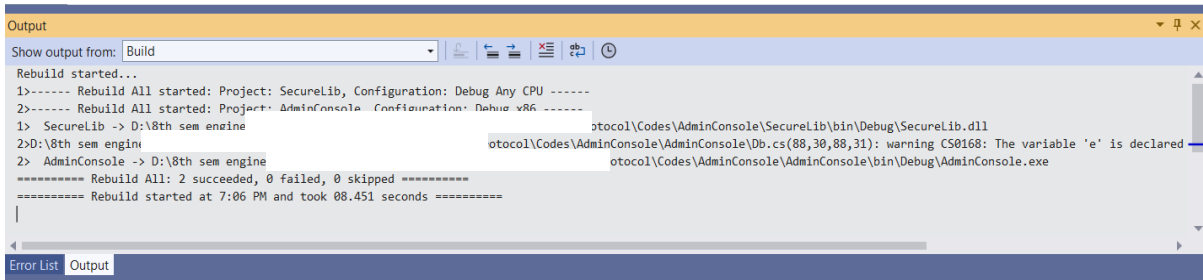 Output
Show output from: Build
Rebuild started...
1>------ Rebuild All started: Project: SecureLib, Configuration: Debug Any CPU ------
2>------ Rebuild All started: Project: AdminConsole, Configuration: Debug x86 ------
1>  SecureLib -> D:\8th sem engine otocol\Codes\AdminConsole\SecureLib\bin\Debug\SecureLib.dll
2>D:\8th sem engine otocol\Codes\AdminConsole\AdminConsole\Db.cs(88,30,88,31): warning CS0168: The variable 'e' is declared
2>  AdminConsole -> D:\8th sem engine otocol\Codes\AdminConsole\AdminConsole\bin\Debug\AdminConsole.exe
========== Rebuild All: 2 succeeded, 0 failed, 0 skipped ==========
========== Rebuild started at 7:06 PM and took 08.451 seconds ==========
Error List Output